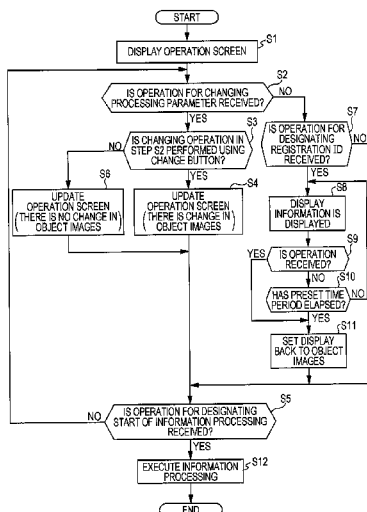 START
S1
DISPLAY OPERATION SCREEN
S2
IS OPERATION FOR CHANGING
PROCESSING PARAMETER RECEIVED?
NO
YES
S3
S7
IS CHANGING OPERATION IN
STEP S2 PERFORMED USING
CHANGE BUTTON?
NO
YES
IS OPERATION FOR
DESIGNATING
REGISTRATION ID
RECEIVED?
NO
YES
S6
UPDATE
OPERATION SCREEN
(THERE IS NO CHANGE IN
OBJECT IMAGES)
S4
UPDATE
OPERATION SCREEN
(THERE IS CHANGE IN
OBJECT IMAGES)
S8
DISPLAY
INFORMATION IS
DISPLAYED
S9
YES
IS OPERATION
RECEIVED?
NO
S10
HAS PRESET TIME
PERIOD ELAPSED?
NO
YES
S11
SET DISPLAY
BACK TO OBJECT
IMAGES
S5
NO
IS OPERATION FOR DESIGNATING
START OF INFORMATION PROCESSING
RECEIVED?
YES
S12
EXECUTE INFORMATION
PROCESSING
END